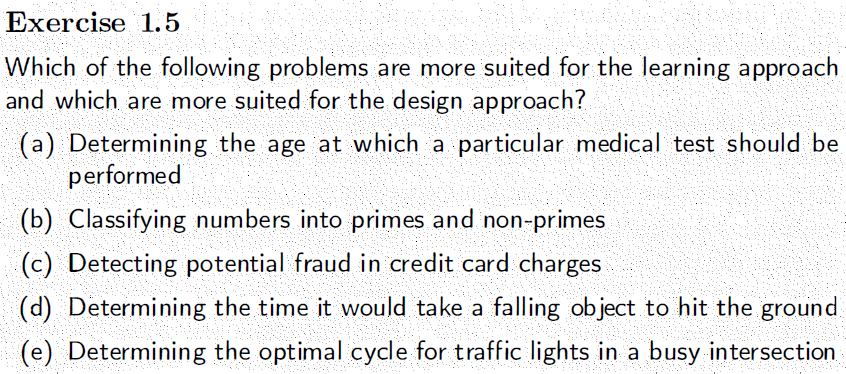 Exercise 1.5
Which of the following problems are more suited for the learning approach
and which are more suited for the design approach?
(a) Determining the age at which a particular medical test should be
performed
(b) Classifying numbers into primes and non-primes
(c) Detecting potential fraud in credit card charges
(d) Determining the time it would take a falling object to hit the ground
(e) Determining the optimal cycle for traffic lights in a busy intersection